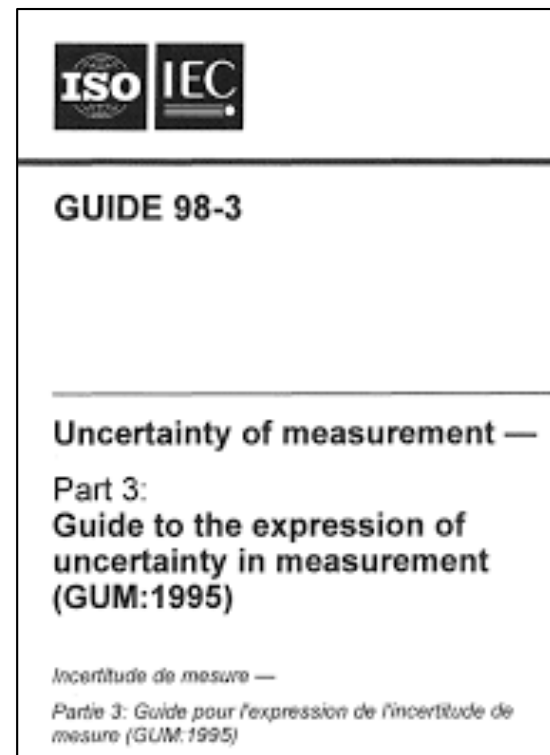 ISO IEC
GUIDE 98-3
Uncertainty of measurement —
Part 3:
Guide to the expression of
uncertainty in measurement
(GUM:1995)
Incertitude de mesure —
Partie 3: Guide pour l'expression de l'incertitude de
mesure (GUM:1995)